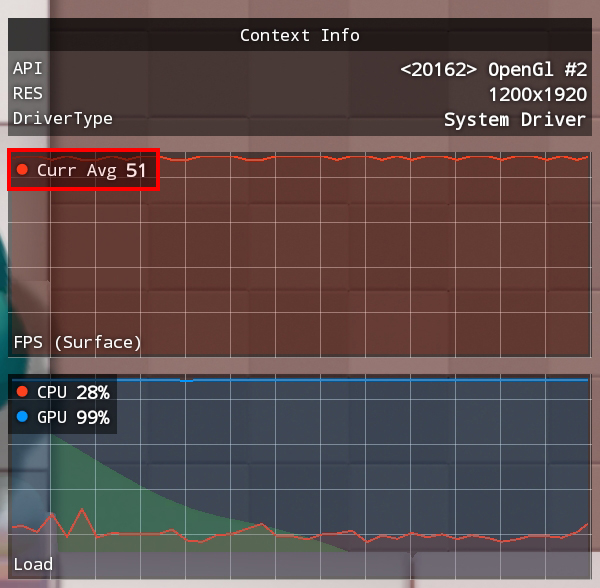 Context Info
API <20162> OpenGl #2
RES 1200x1920
DriverType System Driver
Curr Avg 51
FPS (Surface)
CPU 28%
GPU 99%
Load